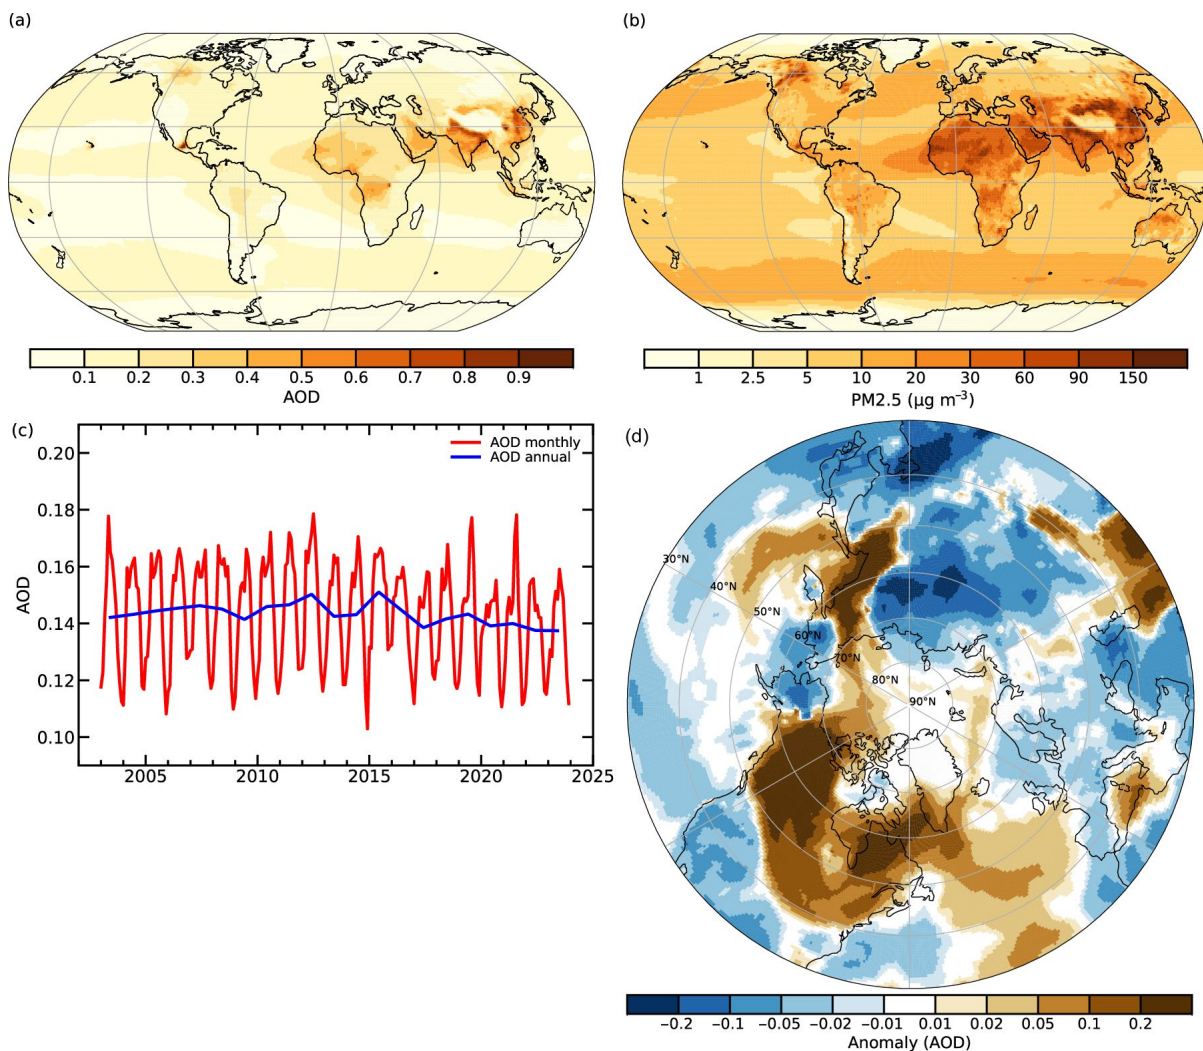 (a)
(b)
0.1 0.2 0.3 0.4 0.5 0.6 0.7 0.8 0.9
AOD
1 2.5 5 10 20 30 60 90 150
PM2.5 (μg m⁻³)
(c)
0.20
0.18
0.16
0.14
0.12
0.10
AOD
AOD monthly
AOD annual
2005 2010 2015 2020 2025
(d)
30°N
40°N
50°N
60°N
70°N
80°N
90°N
−0.2 −0.1 −0.05 −0.02 −0.01 0.01 0.02 0.05 0.1 0.2
Anomaly (AOD)